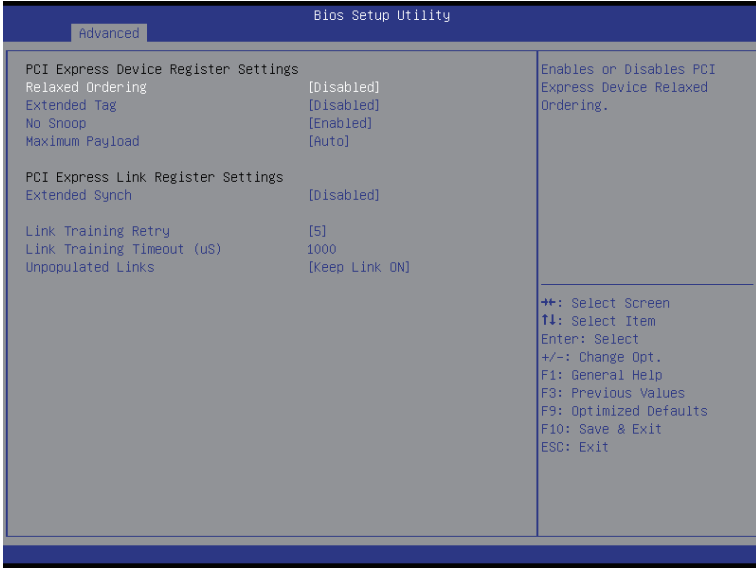 Bios Setup Utility
Advanced
PCI Express Device Register Settings
Relaxed Ordering [Disabled]
Extended Tag [Disabled]
No Snoop [Enabled]
Maximum Payload [Auto]
PCI Express Link Register Settings
Extended Synch [Disabled]
Link Training Retry [5]
Link Training Timeout (uS) 1000
Unpopulated Links [Keep Link ON]
Enables or Disables PCI
Express Device Relaxed
Ordering.
→←: Select Screen
↑↓: Select Item
Enter: Select
+/-: Change Opt.
F1: General Help
F3: Previous Values
F9: Optimized Defaults
F10: Save & Exit
ESC: Exit